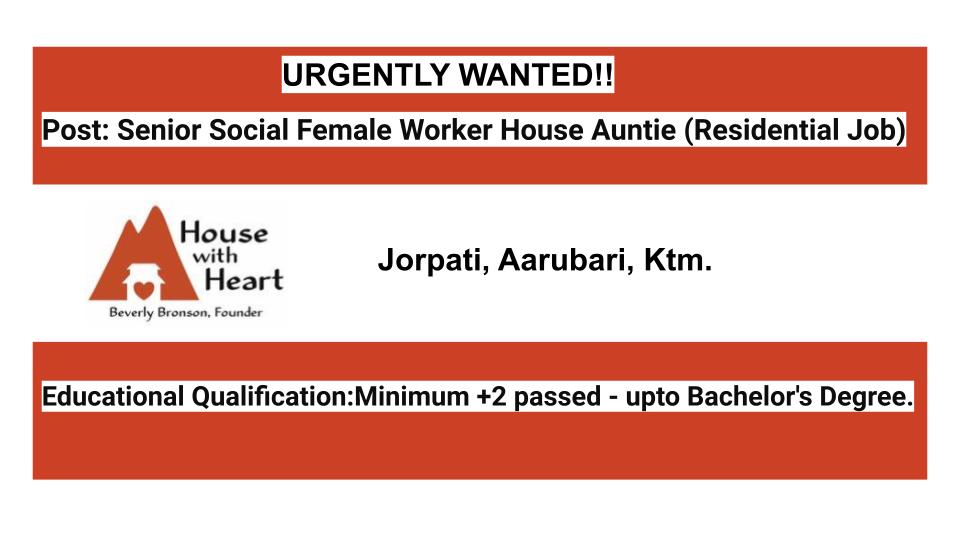 URGENTLY WANTED!!
Post: Senior Social Female Worker House Auntie (Residential Job)
House
with
Heart
Beverly Bronson, Founder
Jorpati, Aarubari, Ktm.
Educational Qualification:Minimum +2 passed - upto Bachelor's Degree.